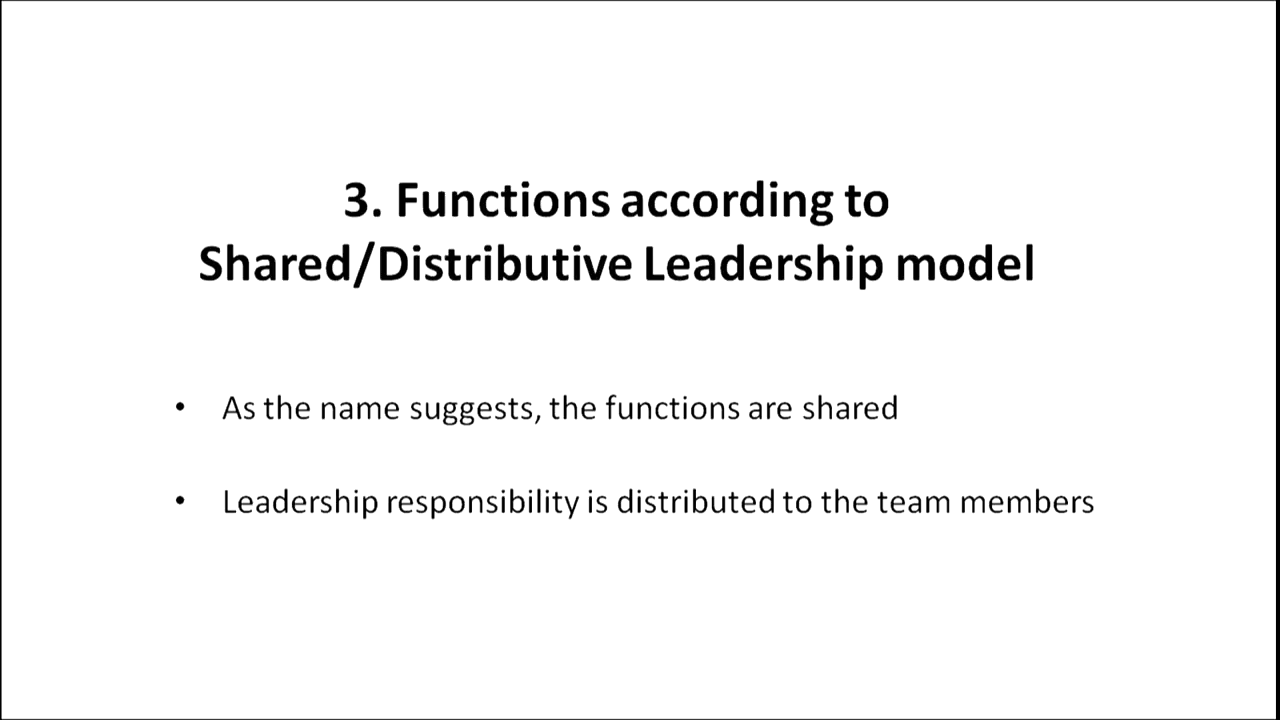 3. Functions according to
Shared/Distributive Leadership model
• As the name suggests, the functions are shared
• Leadership responsibility is distributed to the team members